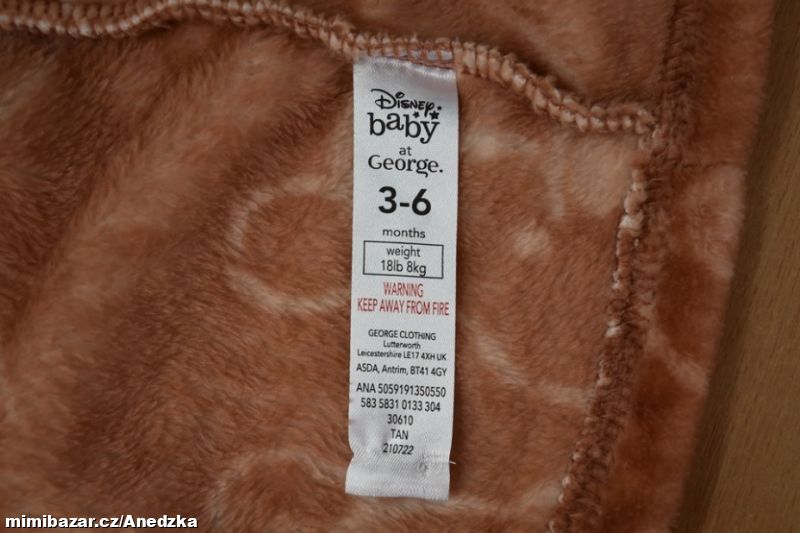 Disney
baby
at
George.
3-6
months
weight
18lb 8kg
WARNING
KEEP AWAY FROM FIRE
GEORGE CLOTHING
Lutterworth
Leicestershire LE17 4XH UK
ASDA, Antrim, BT41 4GY
ANA 5059191350550
583 5831 0133 304
30610
TAN
210722
mimibazar.cz/Anedzka